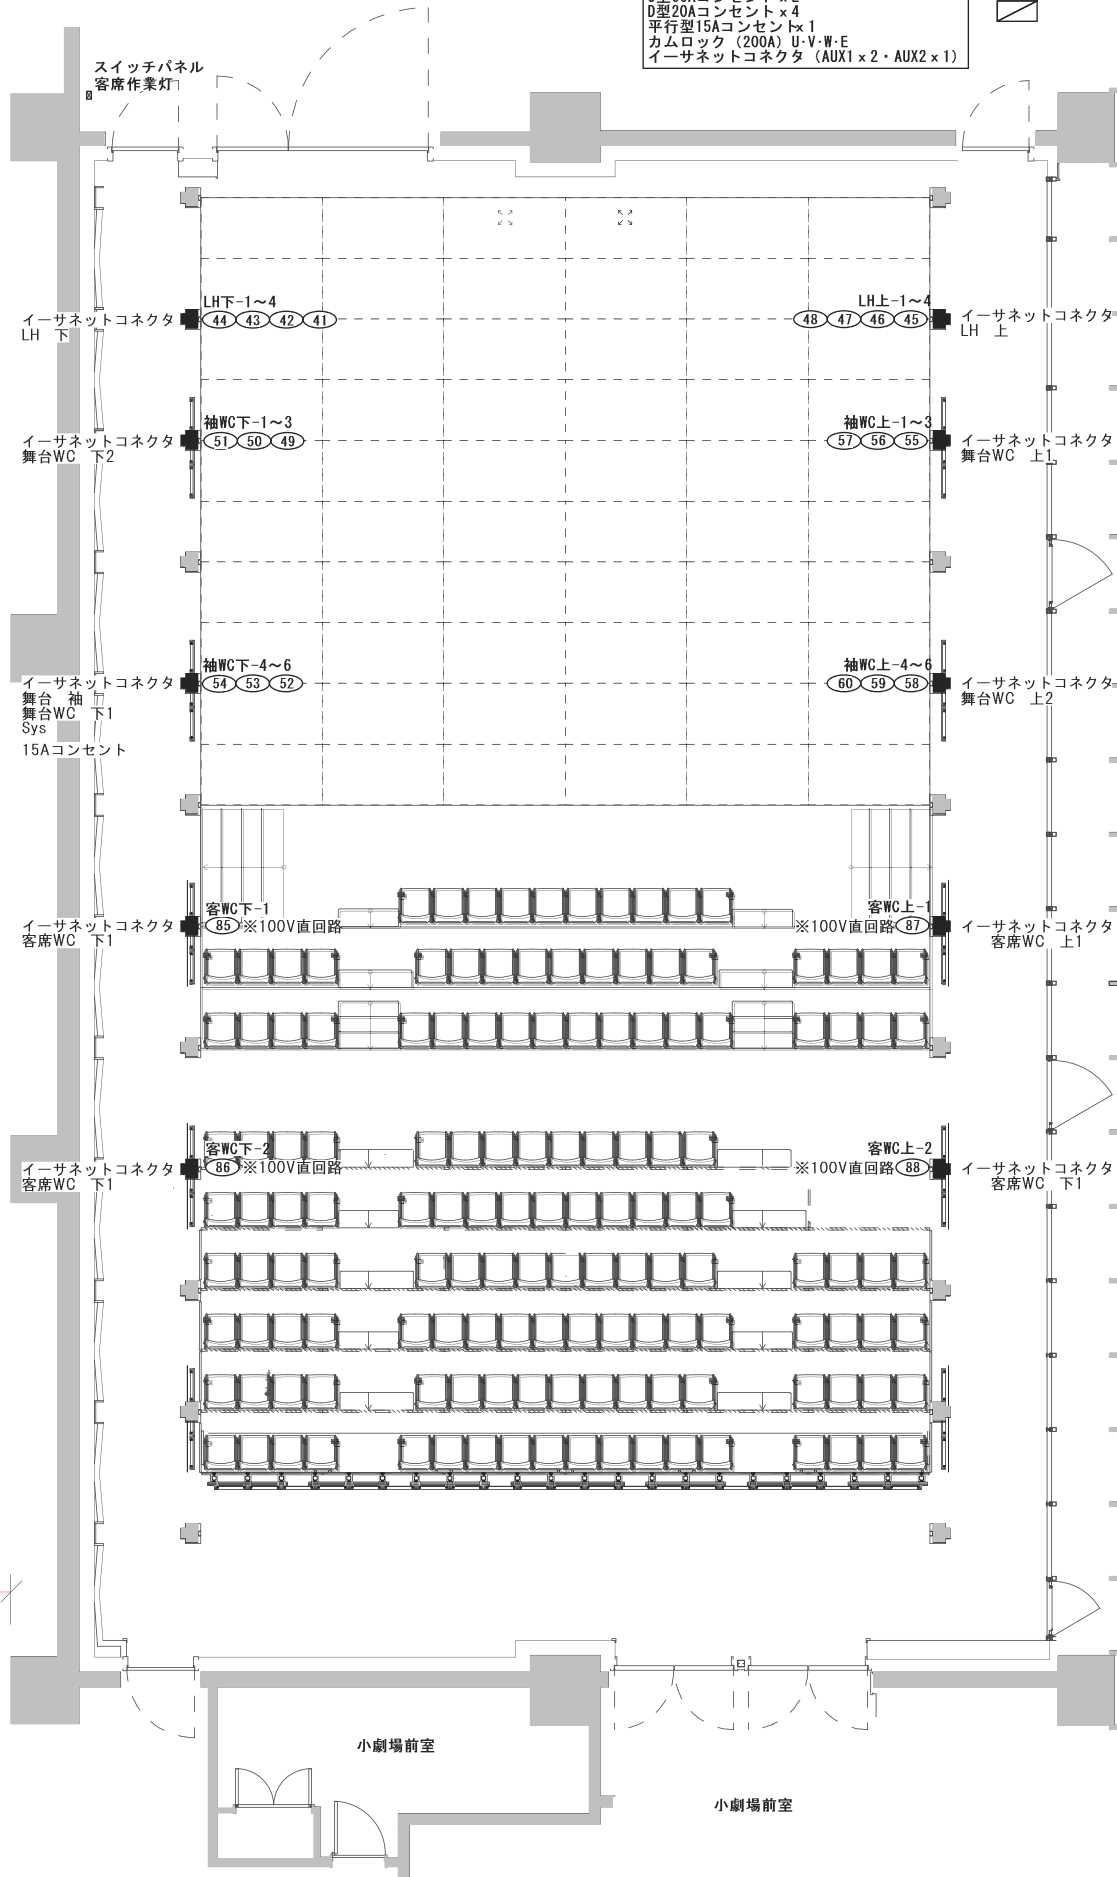 D型20Aコンセント x 4
平行型15Aコンセント x 1
カムロック (200A) U・V・W・E
イーサネットコネクタ (AUX1 x 2・AUX2 x 1)
スイッチパネル
客席作業灯
LH下-1～4
44 43 42 41
イーサネットコネクタ
LH 下
LH上-1～4
48 47 46 45
イーサネットコネクタ
LH 上
袖WC下-1～3
51 50 49
イーサネットコネクタ
舞台WC 下2
袖WC上-1～3
57 56 55
イーサネットコネクタ
舞台WC 上1
袖WC下-4～6
54 53 52
イーサネットコネクタ
舞台 袖
舞台WC 下1
Sys
15Aコンセント
袖WC上-4～6
60 59 58
イーサネットコネクタ
舞台WC 上2
客WC下-1
85 ※100V直回路
イーサネットコネクタ
客席WC 下1
客WC上-1
※100V直回路 87
イーサネットコネクタ
客席WC 上1
客WC下-2
86 ※100V直回路
イーサネットコネクタ
客席WC 下1
客WC上-2
※100V直回路 88
イーサネットコネクタ
客席WC 下1
小劇場前室
小劇場前室